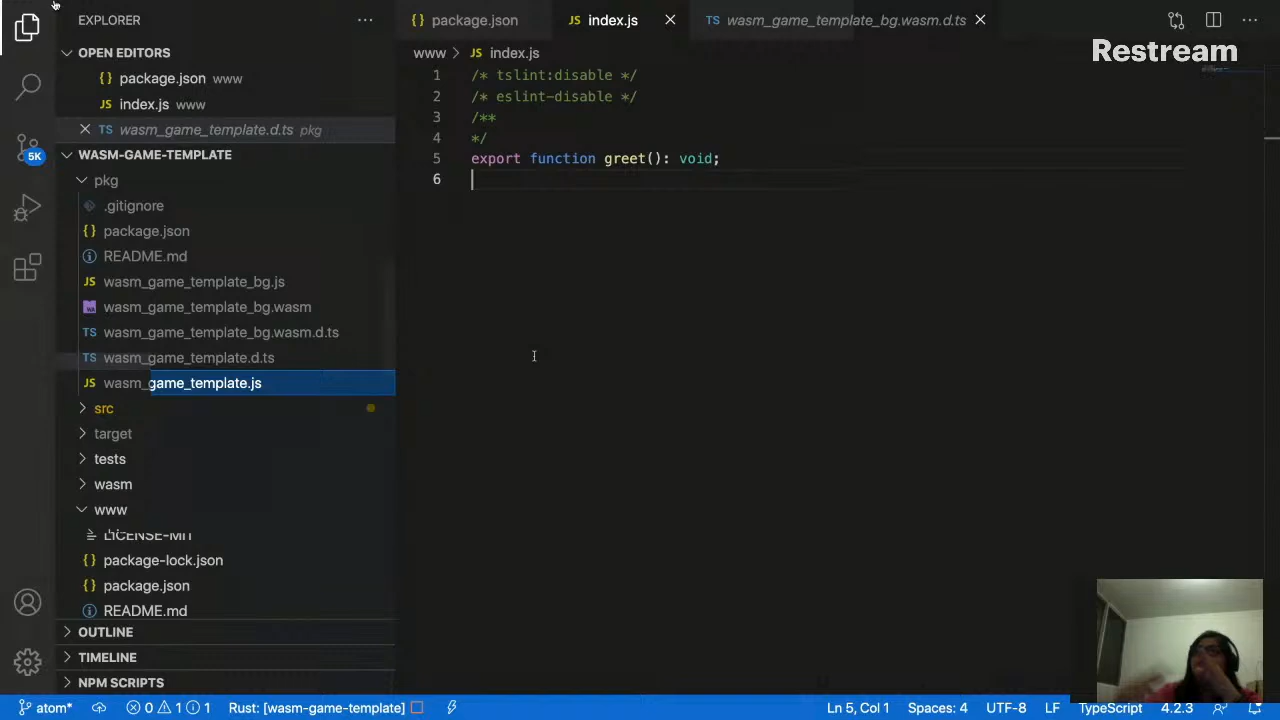 EXPLORER
OPEN EDITORS
package.json www
index.js www
wasm_game_template.d.ts pkg
WASM-GAME-TEMPLATE
pkg
.gitignore
package.json
README.md
wasm_game_template_bg.js
wasm_game_template_bg.wasm
wasm_game_template_bg.wasm.d.ts
wasm_game_template.d.ts
wasm_game_template.js
src
target
tests
wasm
www
LICENSE-MIT
package-lock.json
package.json
README.md
OUTLINE
TIMELINE
NPM SCRIPTS
5K
package.json
JS index.js
TS wasm_game_template_bg.wasm.d.ts
Restream
www > JS index.js
1 /* tslint:disable */
2 /* eslint-disable */
3 /**
4 */
5 export function greet(): void;
6
atom* 0 1 1 Rust: [wasm-game-template] Ln 5, Col 1 Spaces: 4 UTF-8 LF TypeScript 4.2.3